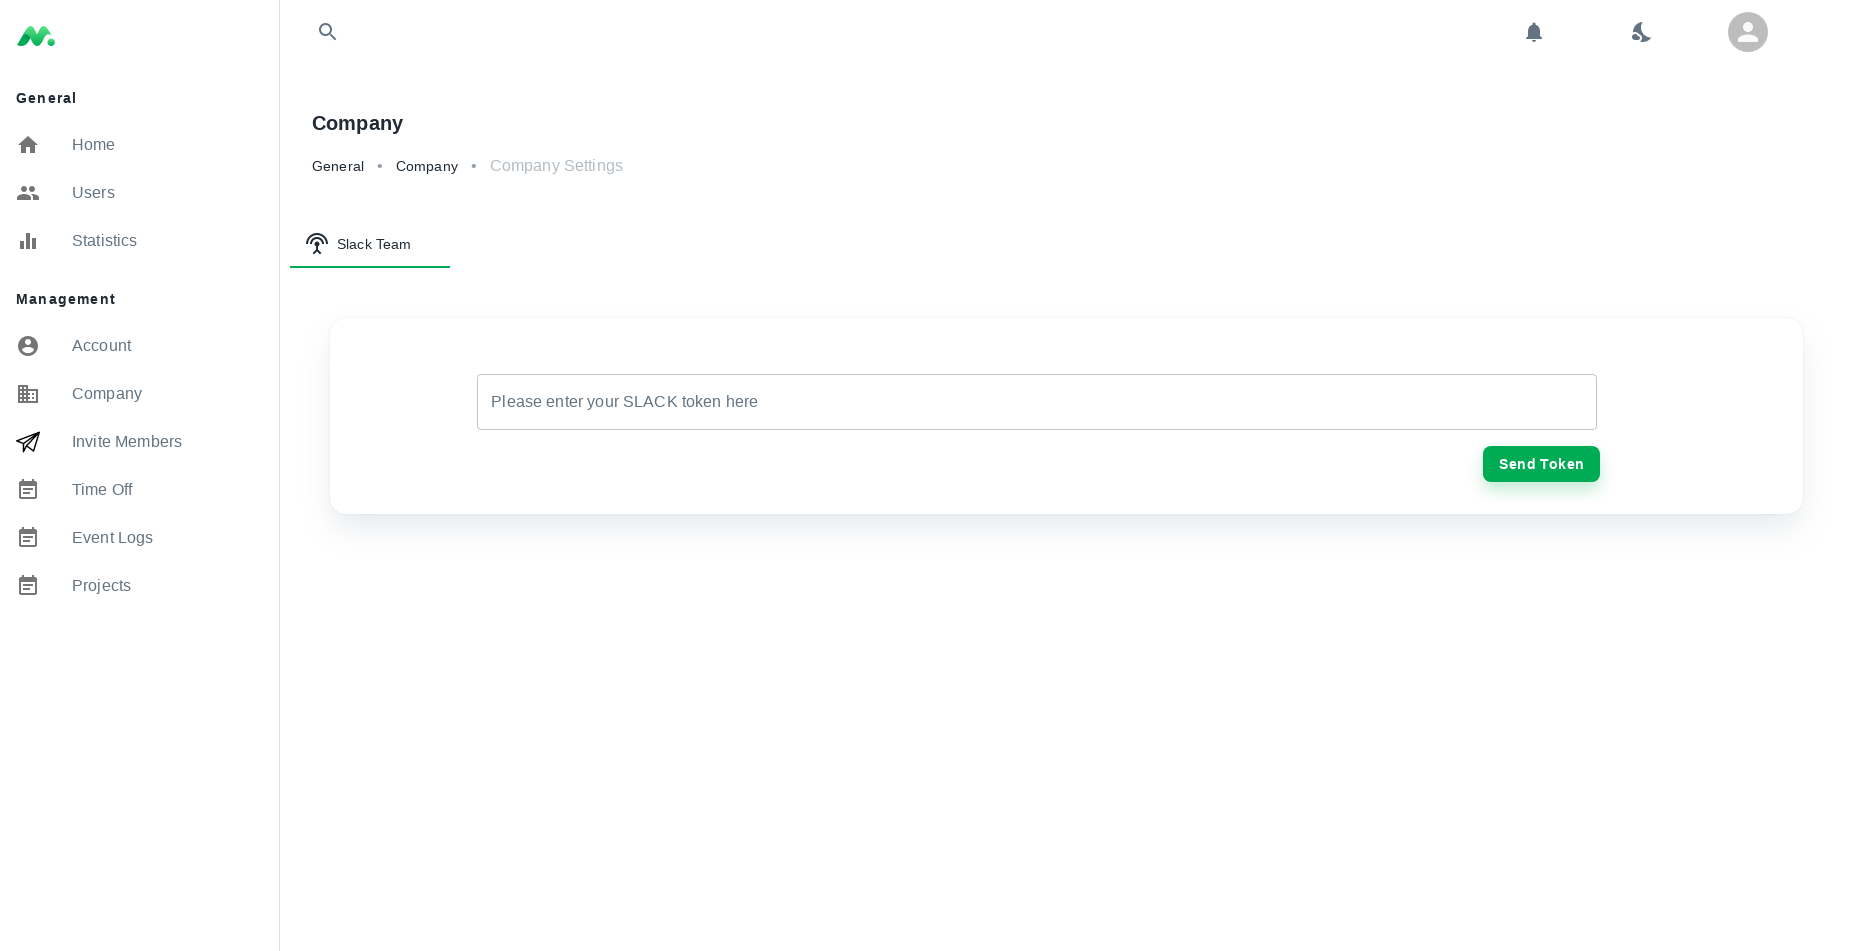 General
Home
Users
Statistics
Management
Account
Company
Invite Members
Time Off
Event Logs
Projects
Company
General • Company • Company Settings
Slack Team
Please enter your SLACK token here
Send Token